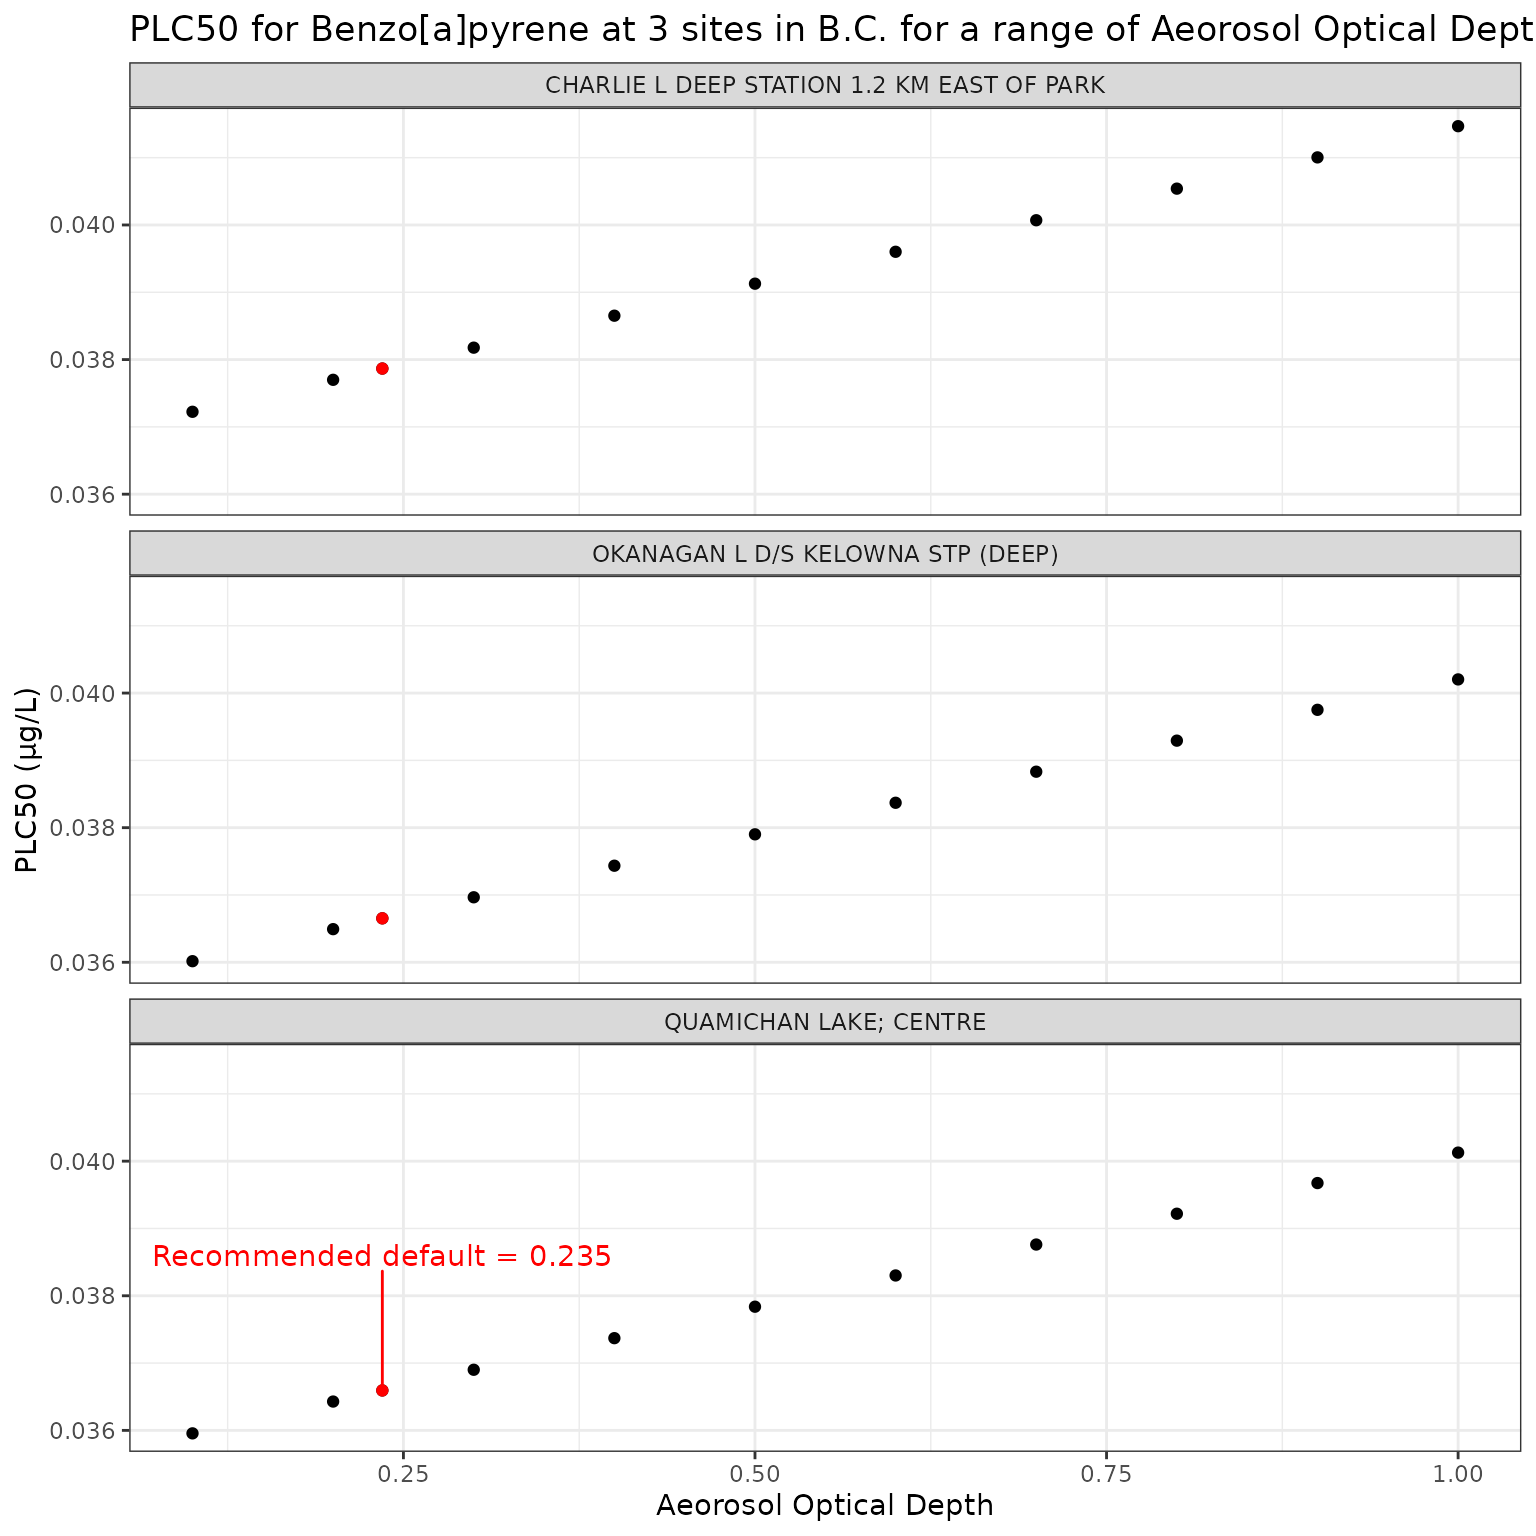 PLC50 for Benzo[a]pyrene at 3 sites in B.C. for a range of Aeorosol Optical Dept
CHARLIE L DEEP STATION 1.2 KM EAST OF PARK
0.040
0.038
0.036
OKANAGAN L D/S KELOWNA STP (DEEP)
0.040
0.038
0.036
PLC50 (µg/L)
QUAMICHAN LAKE; CENTRE
0.040
0.038
0.036
Recommended default = 0.235
0.25 0.50 0.75 1.00
Aeorosol Optical Depth